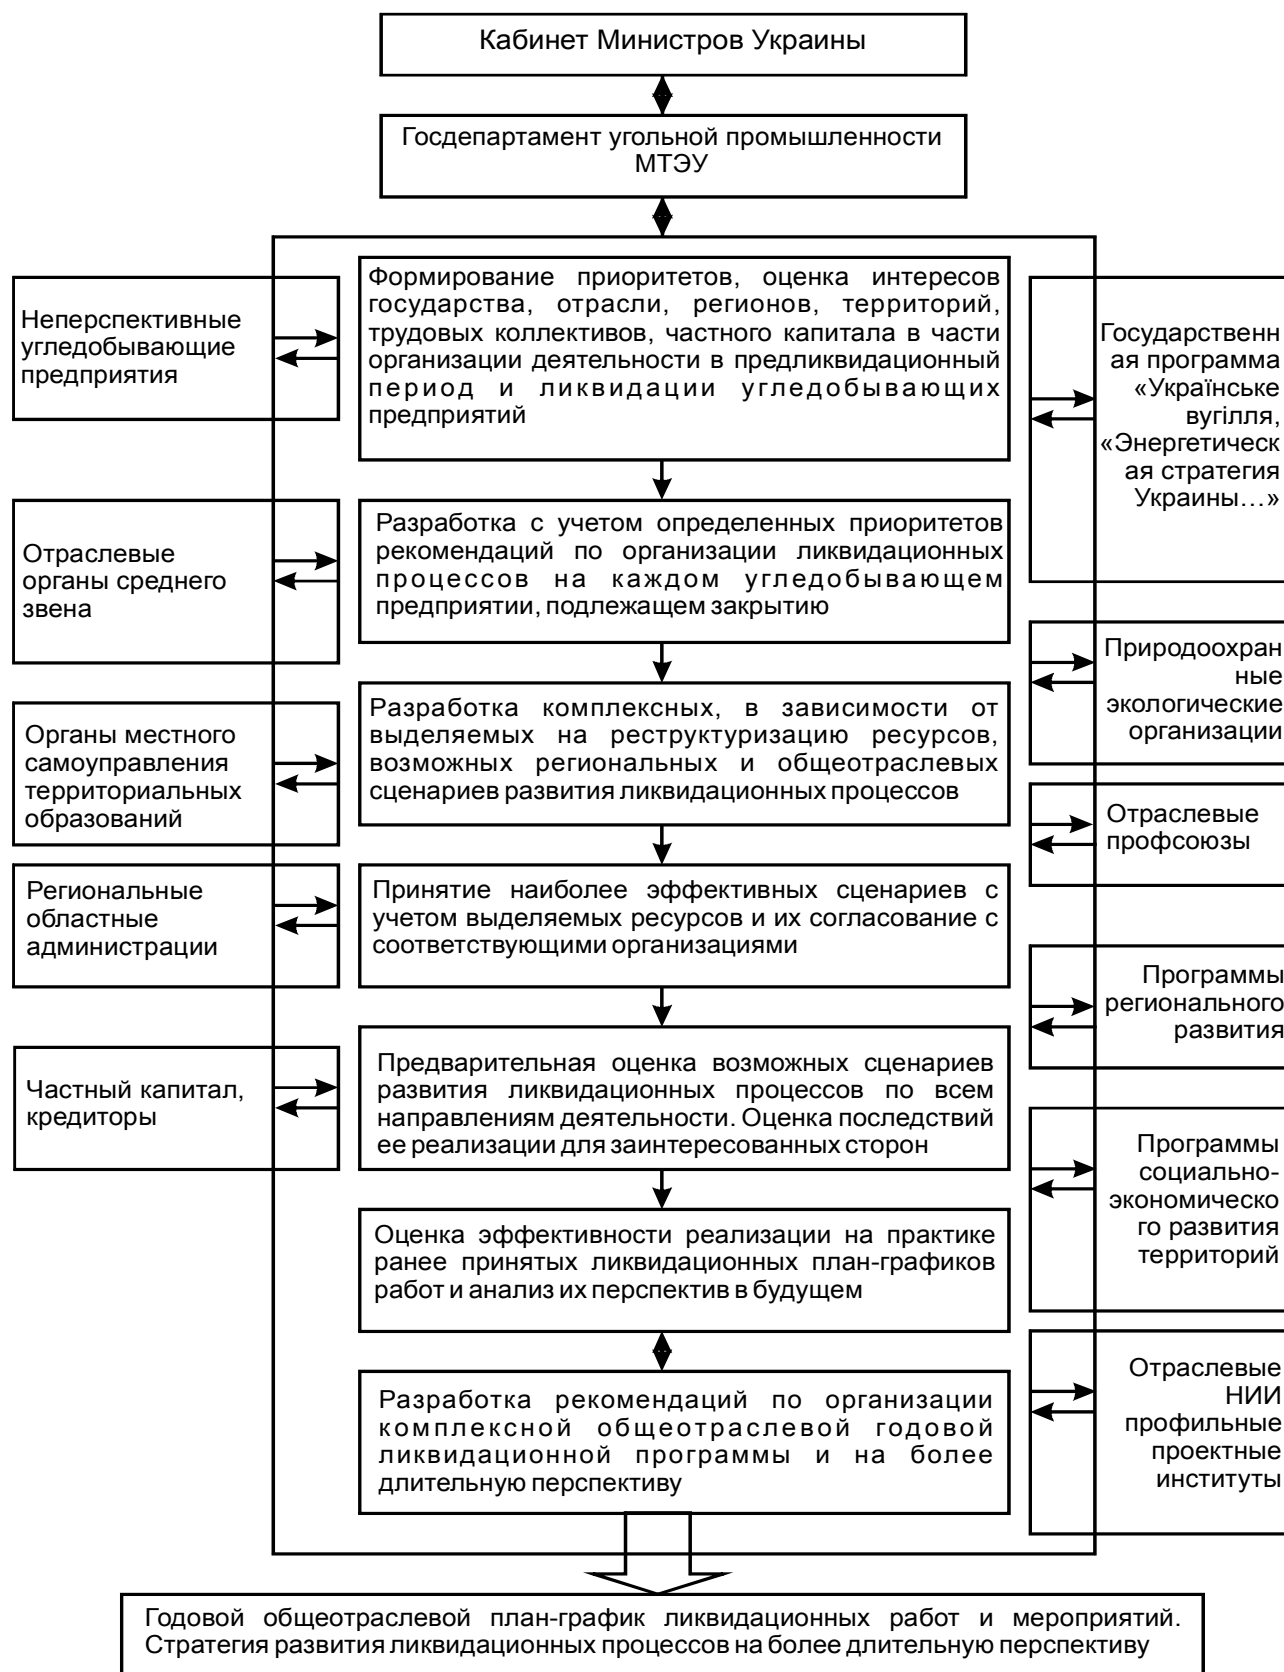 Кабинет Министров Украины
Госдепартамент угольной промышленности
МТЭУ
Формирование приоритетов, оценка интересов
государства, отрасли, регионов, территорий,
трудовых коллективов, частного капитала в части
организации деятельности в предликвидационный
период и ликвидации угледобывающих
предприятий
Разработка с учетом определенных приоритетов
рекомендаций по организации ликвидационных
процессов на каждом угледобывающем
предприятии, подлежащем закрытию
Разработка комплексных, в зависимости от
выделяемых на реструктуризацию ресурсов,
возможных региональных и общеотраслевых
сценариев развития ликвидационных процессов
Принятие наиболее эффективных сценариев с
учетом выделяемых ресурсов и их согласование с
соответствующими организациями
Предварительная оценка возможных сценариев
развития ликвидационных процессов по всем
направлениям деятельности. Оценка последствий
ее реализации для заинтересованных сторон
Оценка эффективности реализации на практике
ранее принятых ликвидационных план-графиков
работ и анализ их перспектив в будущем
Разработка рекомендаций по организации
комплексной общеотраслевой годовой
ликвидационной программы и на более
длительную перспективу
Неперспективные
угледобывающие
предприятия
Отраслевые
органы среднего
звена
Органы местного
самоуправления
территориальных
образований
Региональные
областные
администрации
Частный капитал,
кредиторы
Государственн
ая программа
«Українське
вугілля,
«Энергетическ
ая стратегия
Украины…»
Природоохран
ные
экологические
организации
Отраслевые
профсоюзы
Программы
регионального
развития
Программы
социально-
экономическо
го развития
территорий
Отраслевые
НИИ
профильные
проектные
институты
Годовой общеотраслевой план-график ликвидационных работ и мероприятий.
Стратегия развития ликвидационных процессов на более длительную перспективу